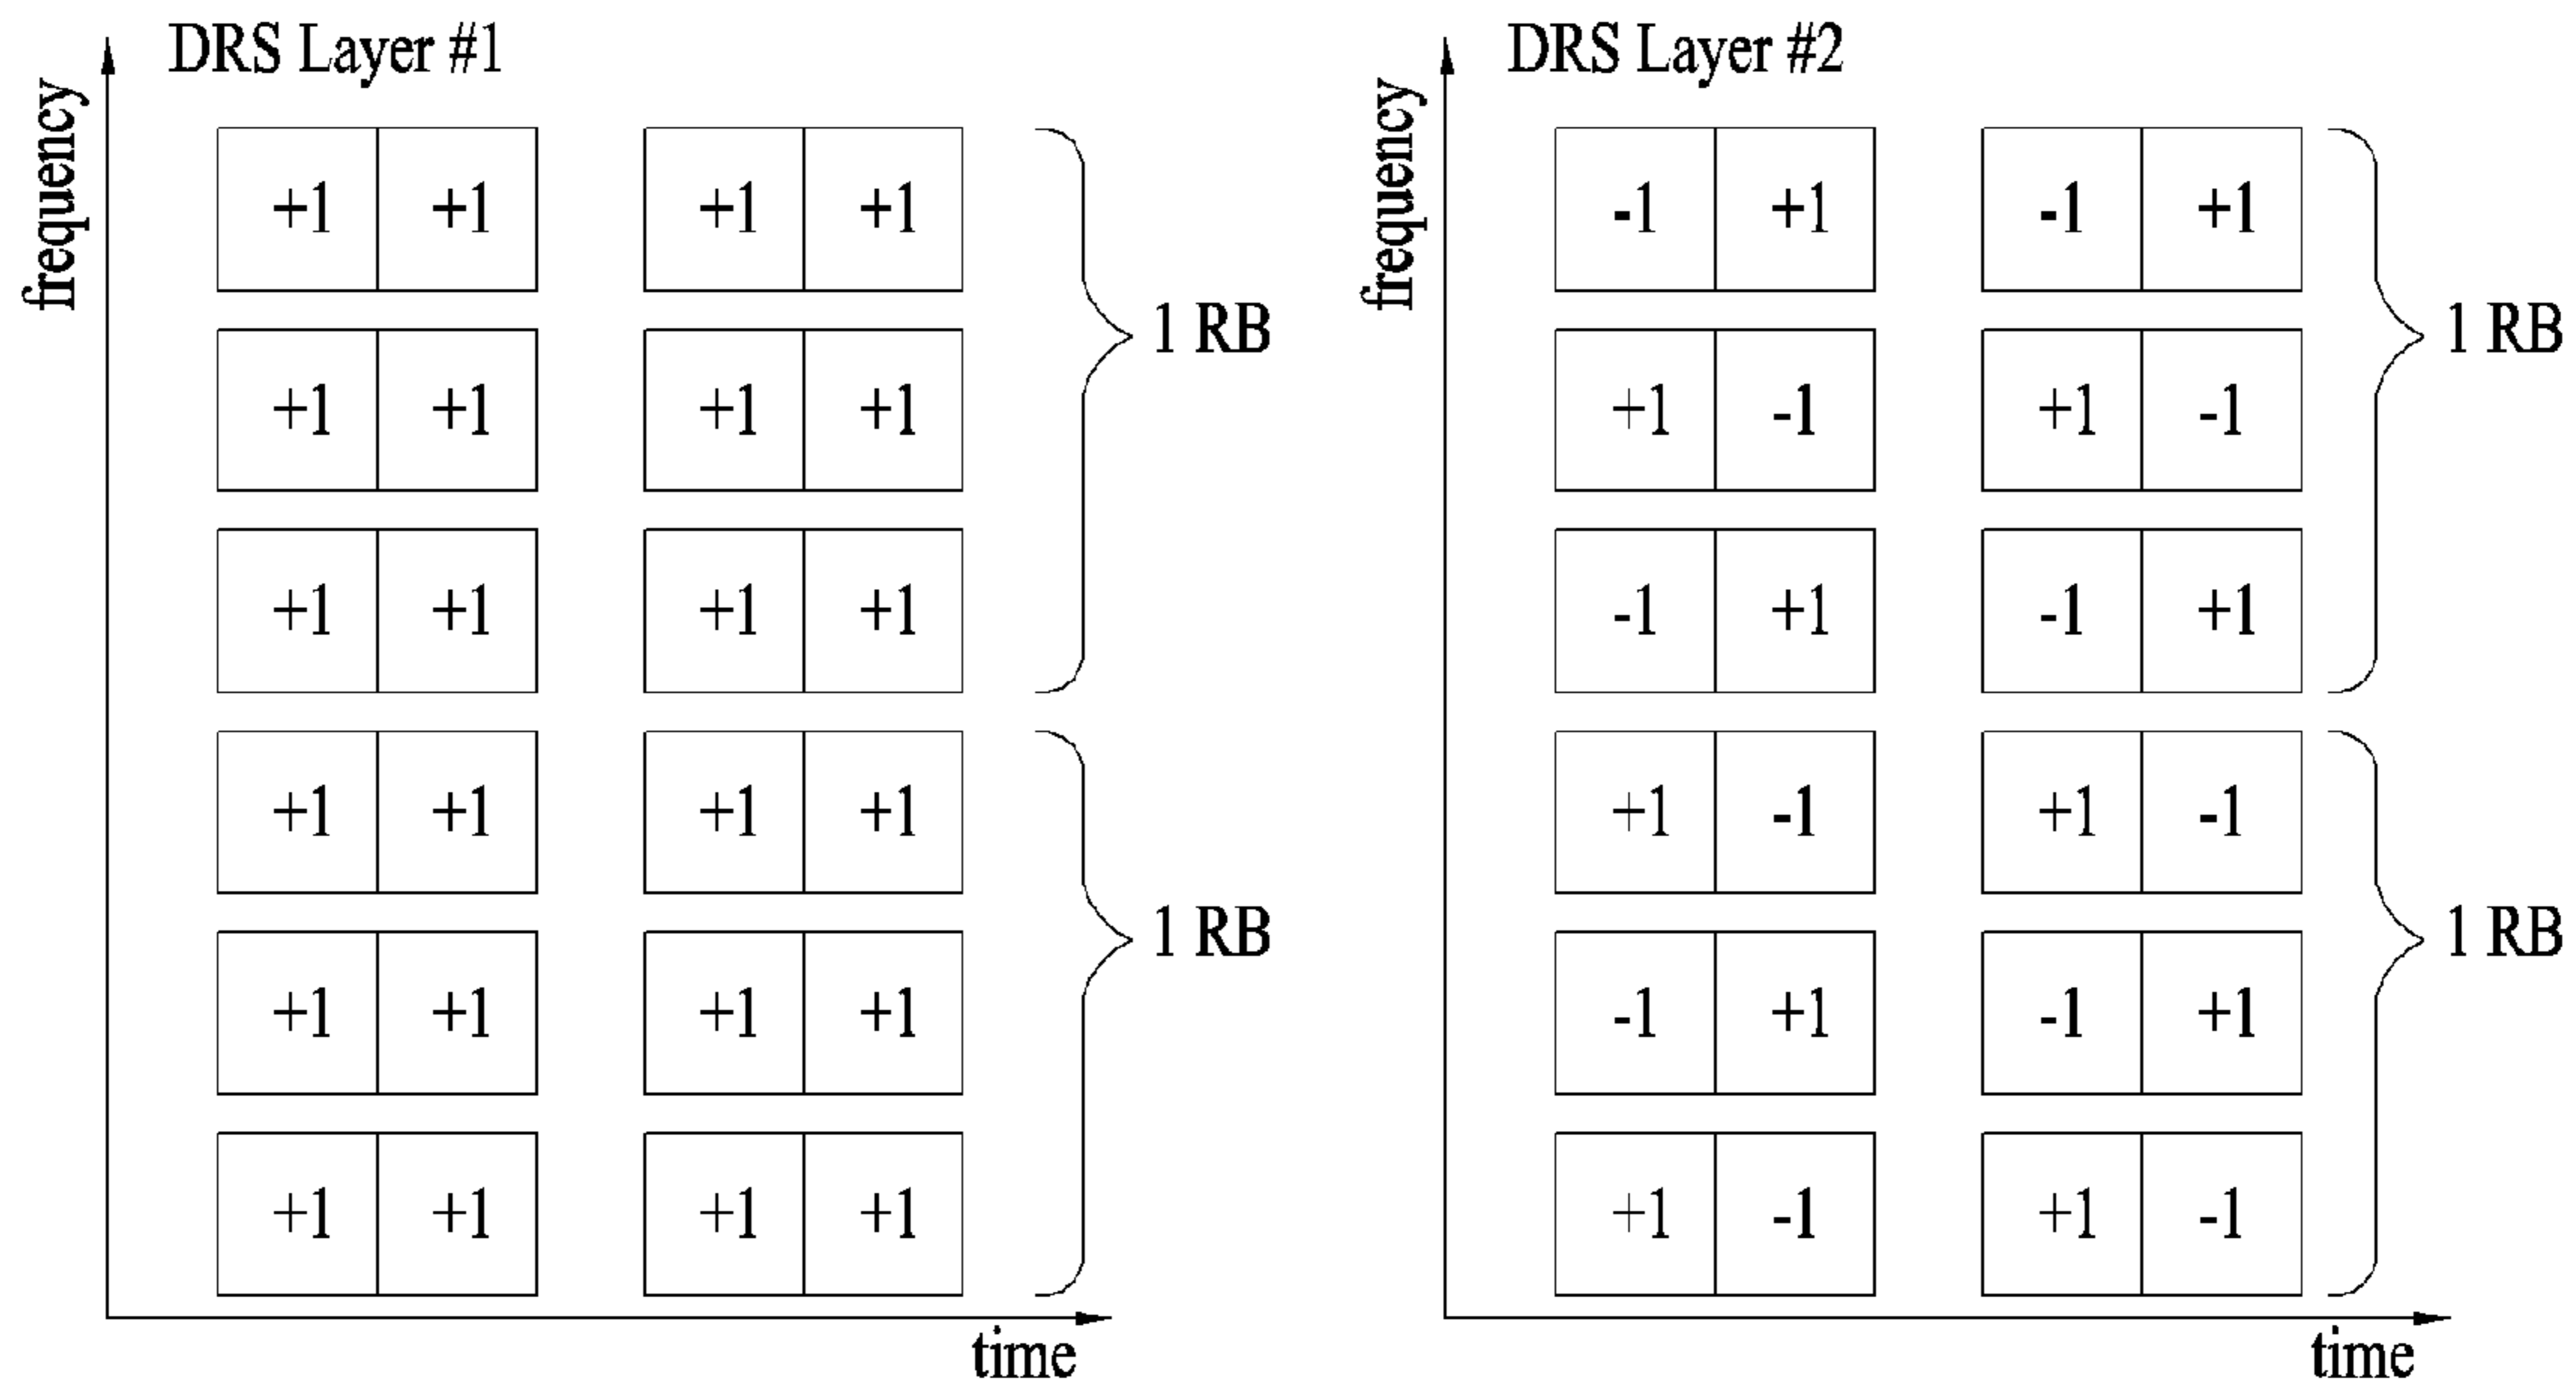 DRS Layer #1
frequency
+1 +1 +1 +1
+1 +1 +1 +1
1 RB
+1 +1 +1 +1
+1 +1 +1 +1
+1 +1 +1 +1
1 RB
+1 +1 +1 +1
time
DRS Layer #2
frequency
-1 +1 -1 +1
+1 -1 +1 -1
1 RB
-1 +1 -1 +1
+1 -1 +1 -1
-1 +1 -1 +1
1 RB
+1 -1 +1 -1
time